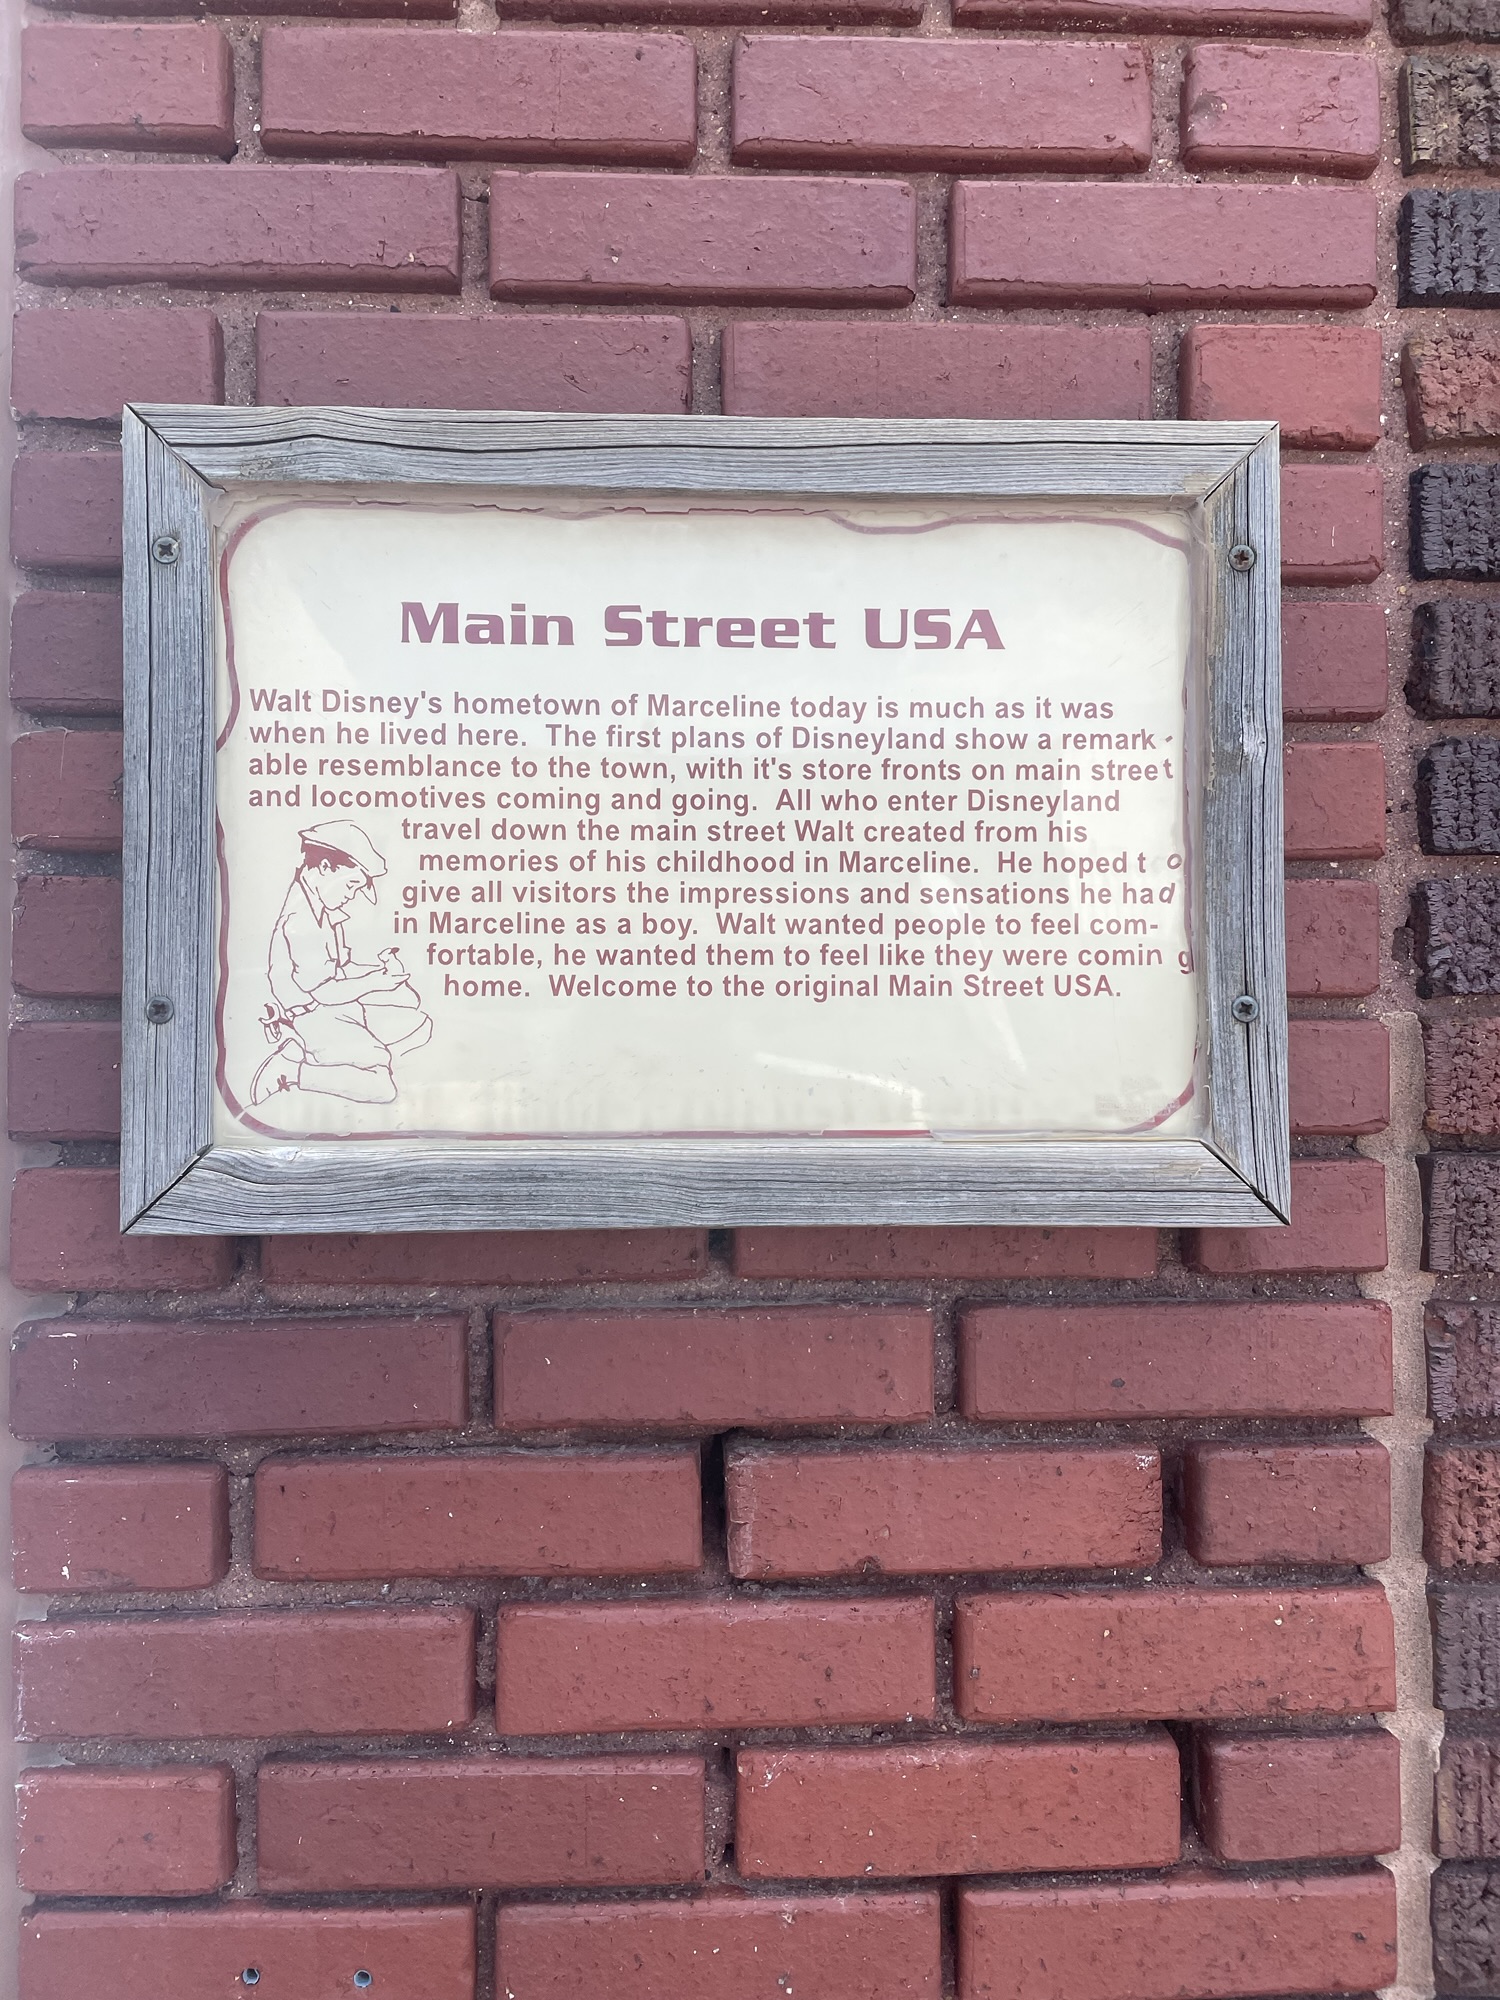 Main Street USA
Walt Disney's hometown of Marceline today is much as it was
when he lived here. The first plans of Disneyland show a remark-
able resemblance to the town, with it's store fronts on main street
and locomotives coming and going. All who enter Disneyland
travel down the main street Walt created from his
memories of his childhood in Marceline. He hoped to
give all visitors the impressions and sensations he had
in Marceline as a boy. Walt wanted people to feel com-
fortable, he wanted them to feel like they were coming
home. Welcome to the original Main Street USA.